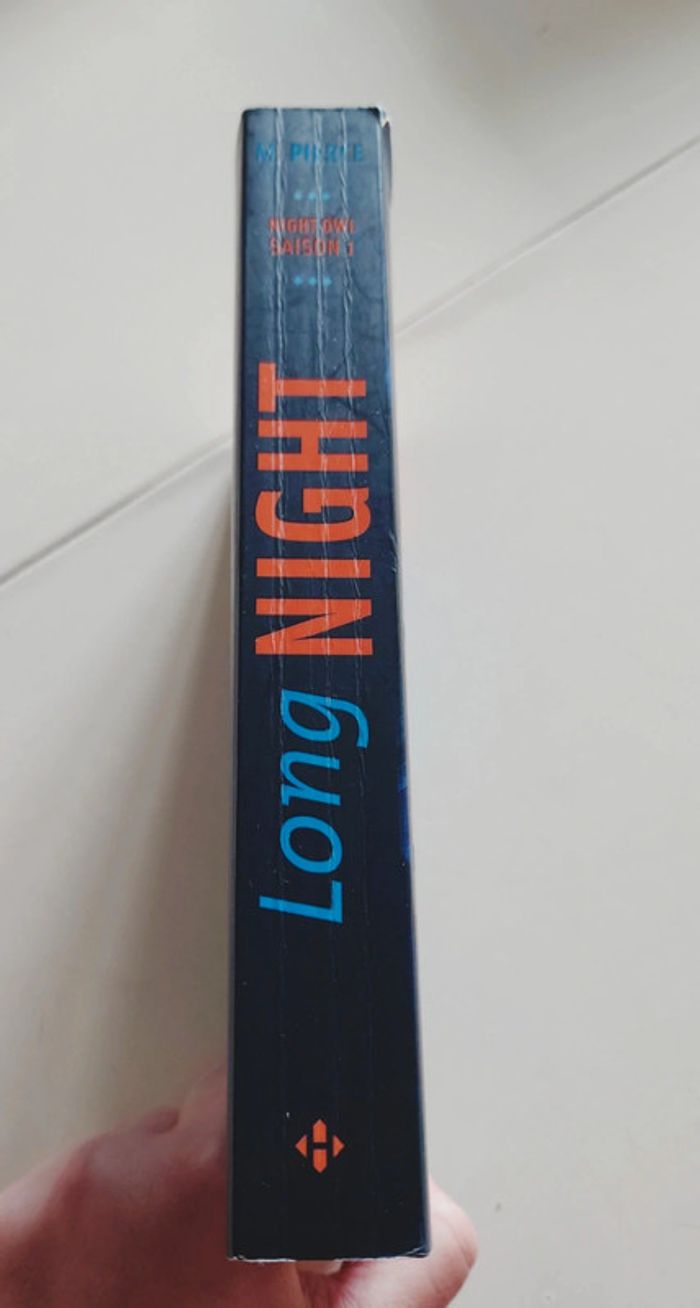 M. PIERCE
NIGHT OWL
SAISON 1
Long NIGHT